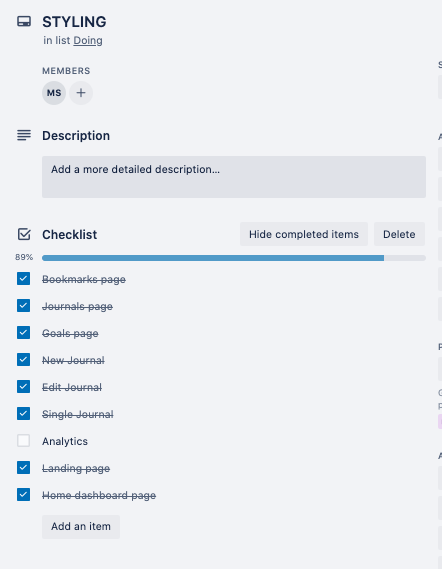 STYLING
in list Doing
MEMBERS
MS
Description
Add a more detailed description...
Checklist
Hide completed items
Delete
89%
Bookmarks page
Journals page
Goals page
New Journal
Edit Journal
Single Journal
Analytics
Landing page
Home dashboard page
Add an item